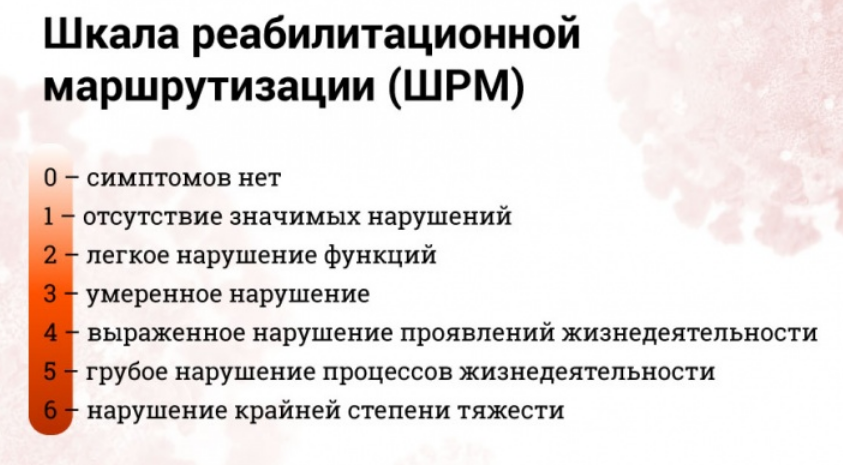 Шкала реабилитационной
маршрутизации (ШРМ)
0 – симптомов нет
1 – отсутствие значимых нарушений
2 – легкое нарушение функций
3 – умеренное нарушение
4 – выраженное нарушение проявлений жизнедеятельности
5 – грубое нарушение процессов жизнедеятельности
6 – нарушение крайней степени тяжести